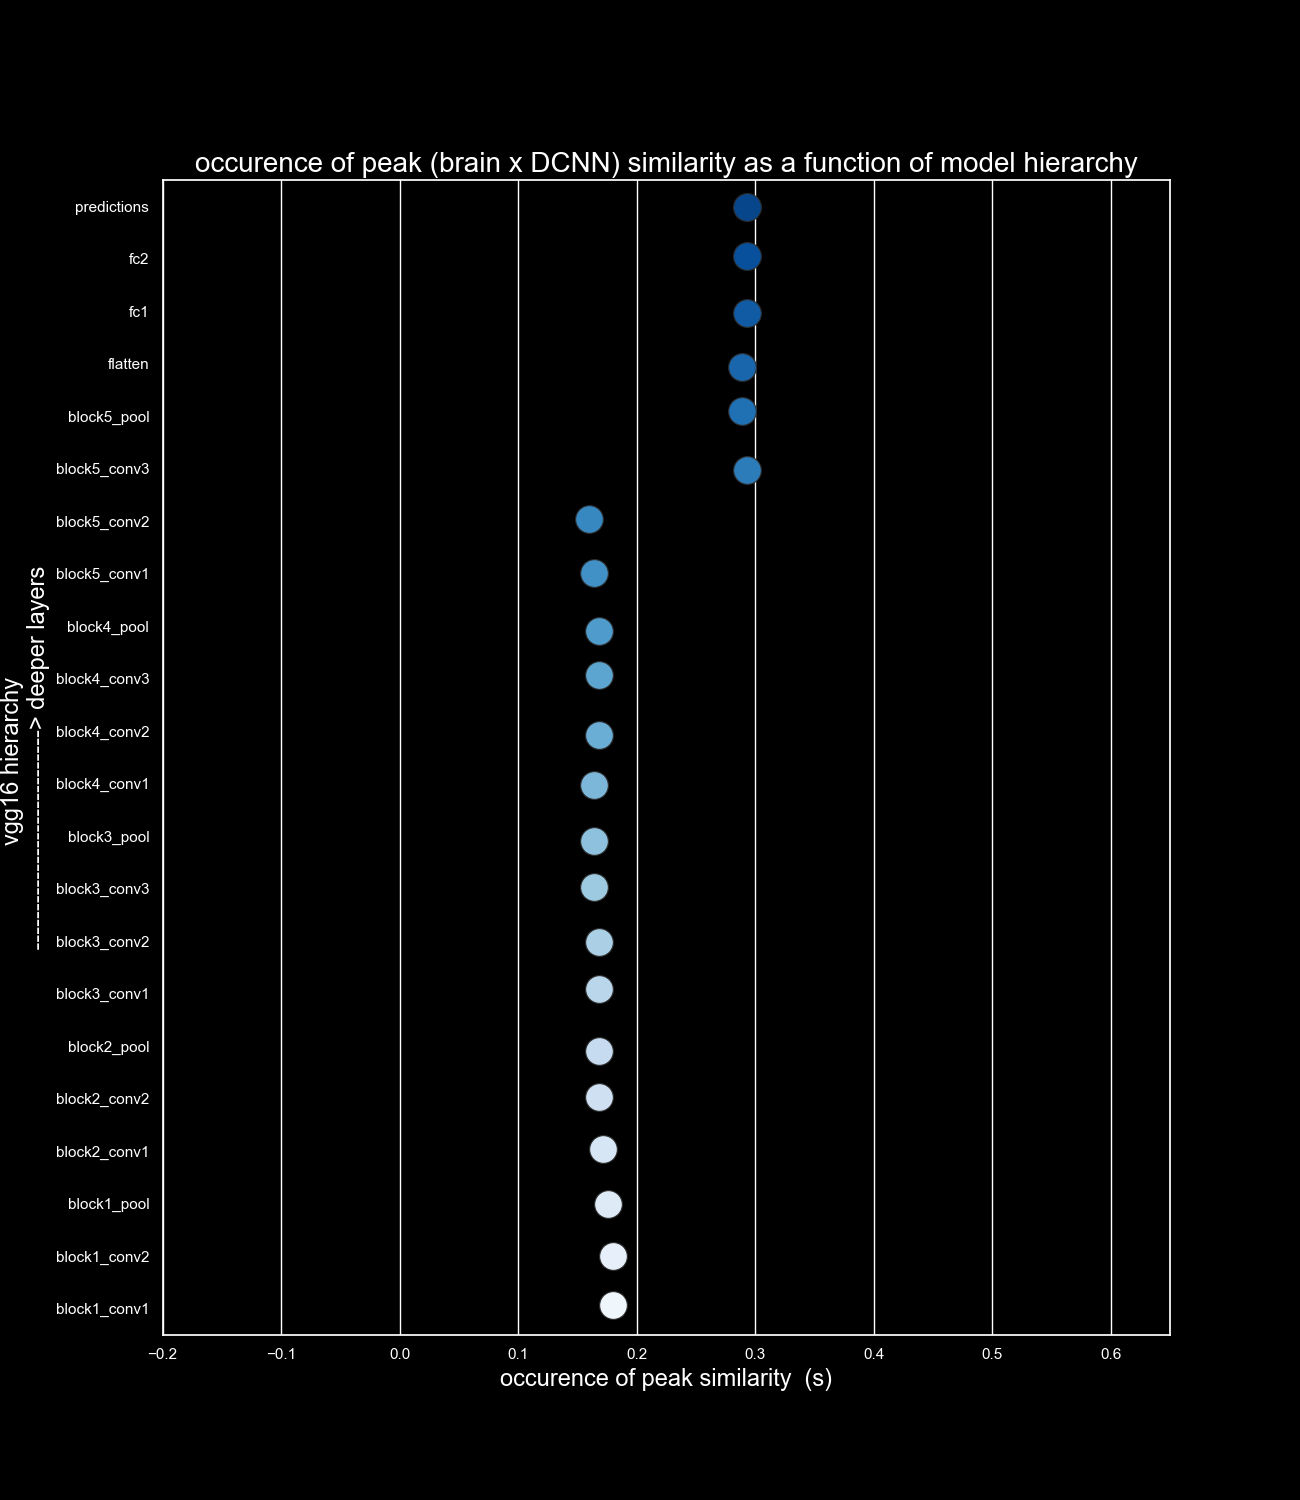 occurence of peak (brain x DCNN) similarity as a function of model hierarchy
predictions
fc2
fc1
flatten
block5_pool
block5_conv3
block5_conv2
block5_conv1
block4_pool
block4_conv3
block4_conv2
block4_conv1
block3_pool
block3_conv3
block3_conv2
block3_conv1
block2_pool
block2_conv2
block2_conv1
block1_pool
block1_conv2
block1_conv1
vgg16 hierarchy
----------------------> deeper layers
−0.2 −0.1 0.0 0.1 0.2 0.3 0.4 0.5 0.6
occurence of peak similarity (s)